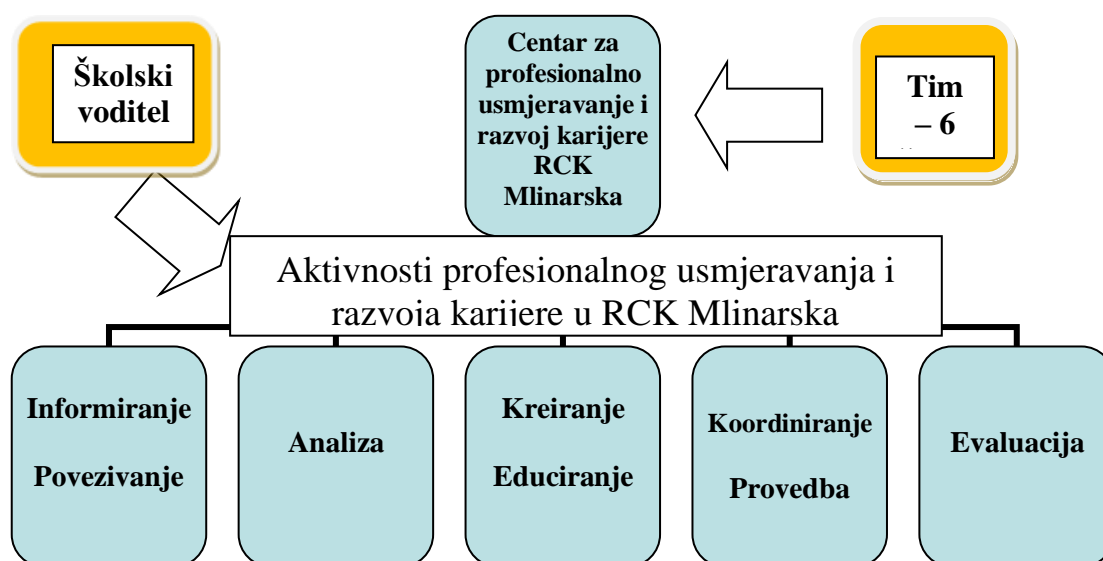 Školski
voditel
Centar za
profesionalno
usmjeravanje i
razvoj karijere
RCK
Mlinarska
Tim
– 6
Aktivnosti profesionalnog usmjeravanja i
razvoja karijere u RCK Mlinarska
Informiranje
Povezivanje
Analiza
Kreiranje
Educiranje
Koordiniranje
Provedba
Evaluacija